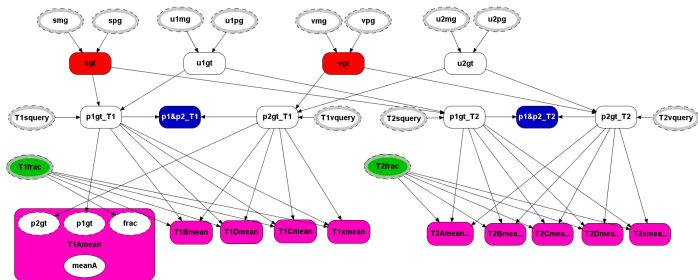 smg
spg
u1mg
u1pg
vmg
vpg
u2mg
u2pg
sgt
u1gt
vgt
u2gt
T1squery
p1gt_T1
p1&p2_T1
p2gt_T1
T1vquery
T2squery
p1gt_T2
p1&p2_T2
p2gt_T2
T2vquery
T1frac
T2frac
p2gt
p1gt
frac
T1Amean
meanA
T1Bmean
T1Dmean
T1Cmean
T1xmean
T2Amea...
T2Bmea...
T2Cmea...
T2Dmea...
T2xmea...